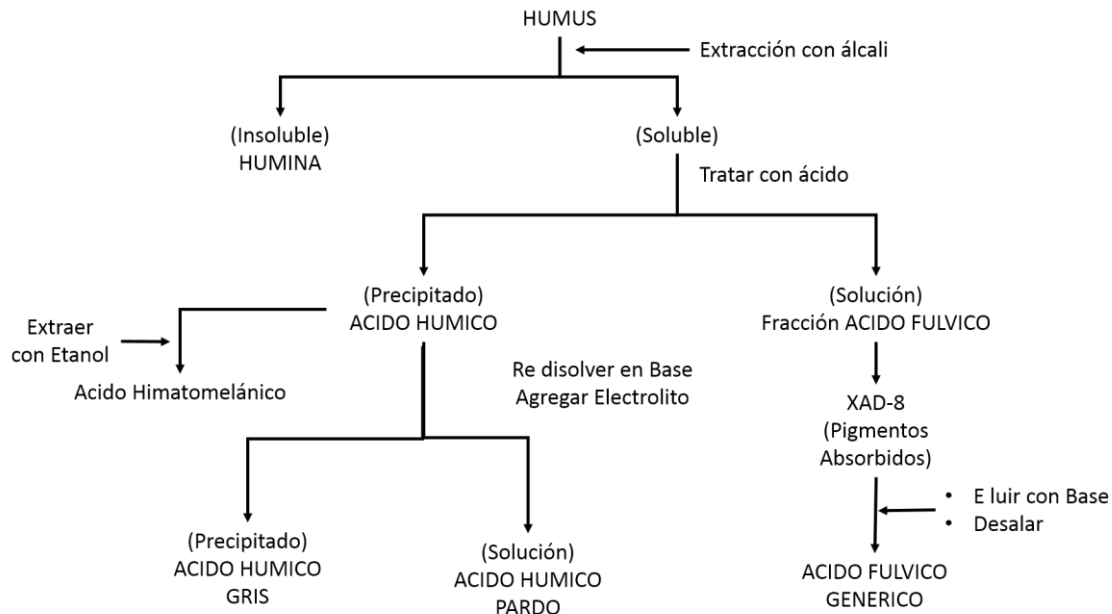 HUMUS
Extracción con álcali
(Insoluble)
HUMINA
(Soluble)
Tratar con ácido
(Precipitado)
ACIDO HUMICO
(Solución)
Fracción ACIDO FULVICO
Extraer
con Etanol
Acido Himatomelánico
Re disolver en Base
Agregar Electrolito
XAD-8
(Pigmentos
Absorbidos)
• E luir con Base
• Desalar
(Precipitado)
ACIDO HUMICO
GRIS
(Solución)
ACIDO HUMICO
PARDO
ACIDO FULVICO
GENERICO